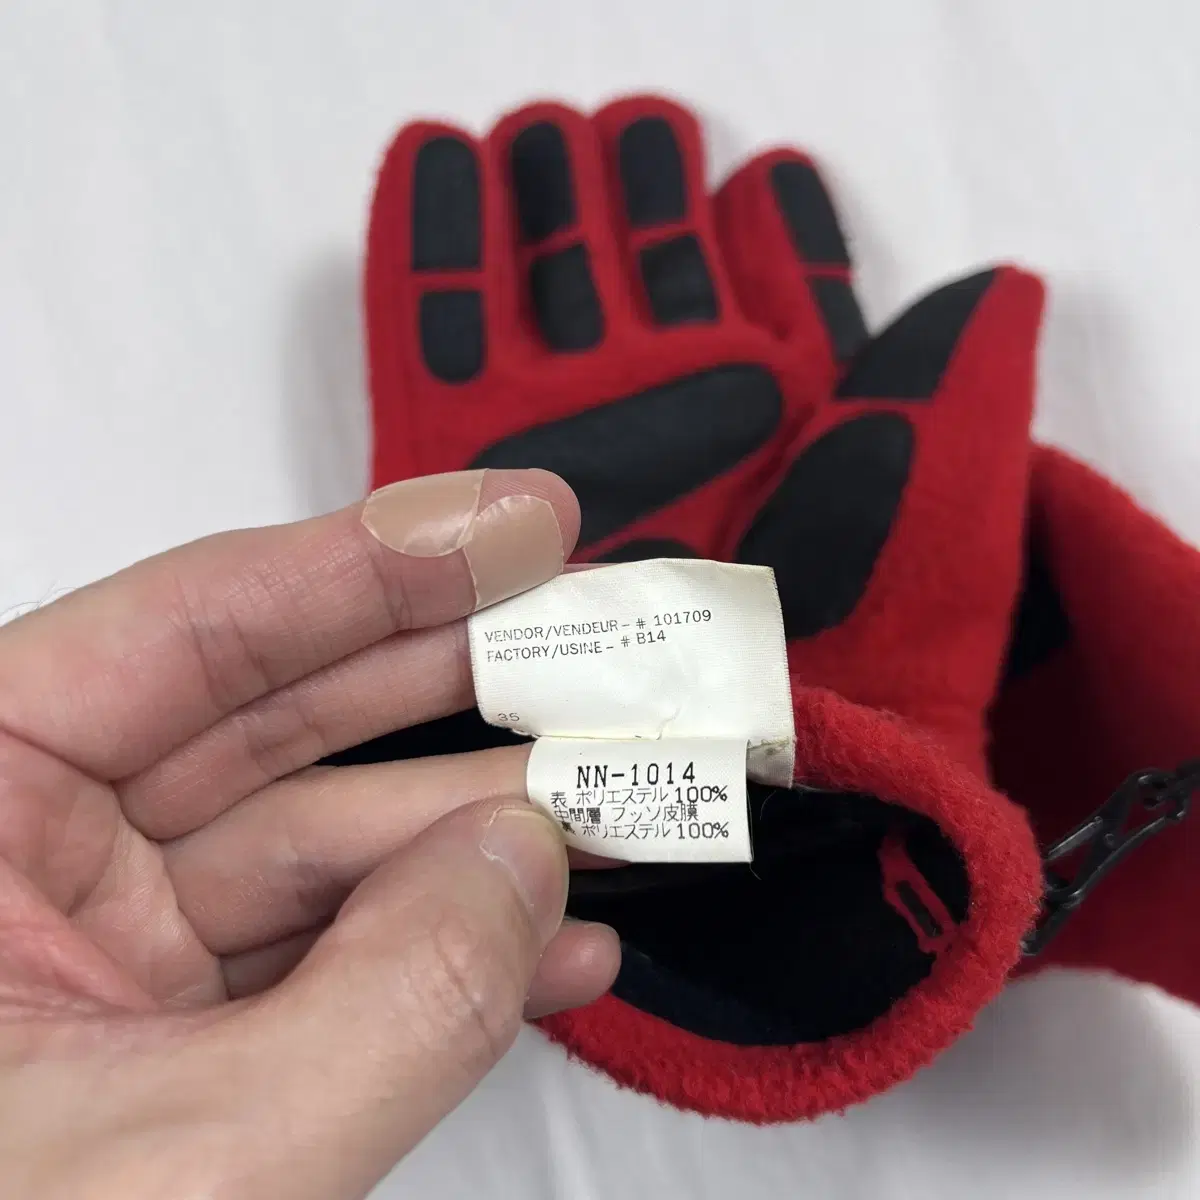 VENDOR/VENDEUR- # 101709
FACTORY/USINE- # B14
35
NN-1014
表 ポリエステル 100%
中間層 フッソ皮膜
裏 ポリエステル 100%